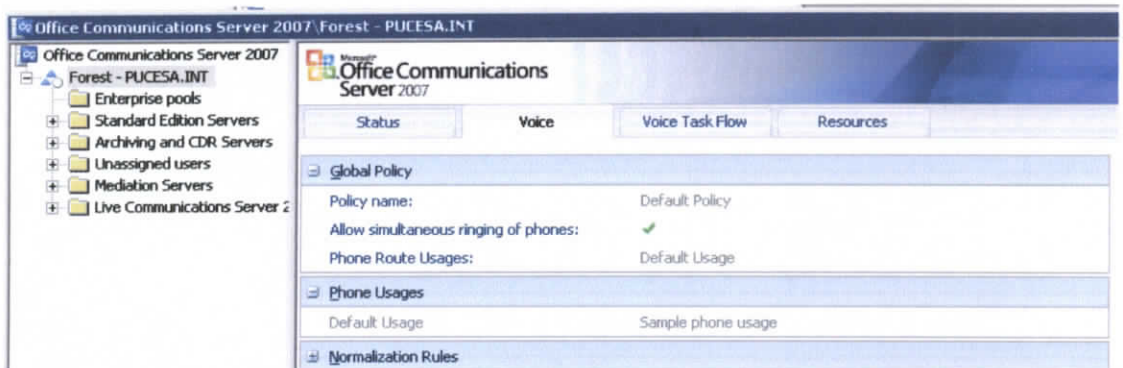 Office Communications Server 2007\Forest - PUCESA.INT
Office Communications Server 2007
Forest - PUCESA.INT
Enterprise pools
Standard Edition Servers
Archiving and CDR Servers
Unassigned users
Mediation Servers
Live Communications Server 2
Microsoft
Office Communications
Server 2007
Status Voice Voice Task Flow Resources
Global Policy
Policy name: Default Policy
Allow simultaneous ringing of phones: ✔
Phone Route Usages: Default Usage
Phone Usages
Default Usage Sample phone usage
Normalization Rules